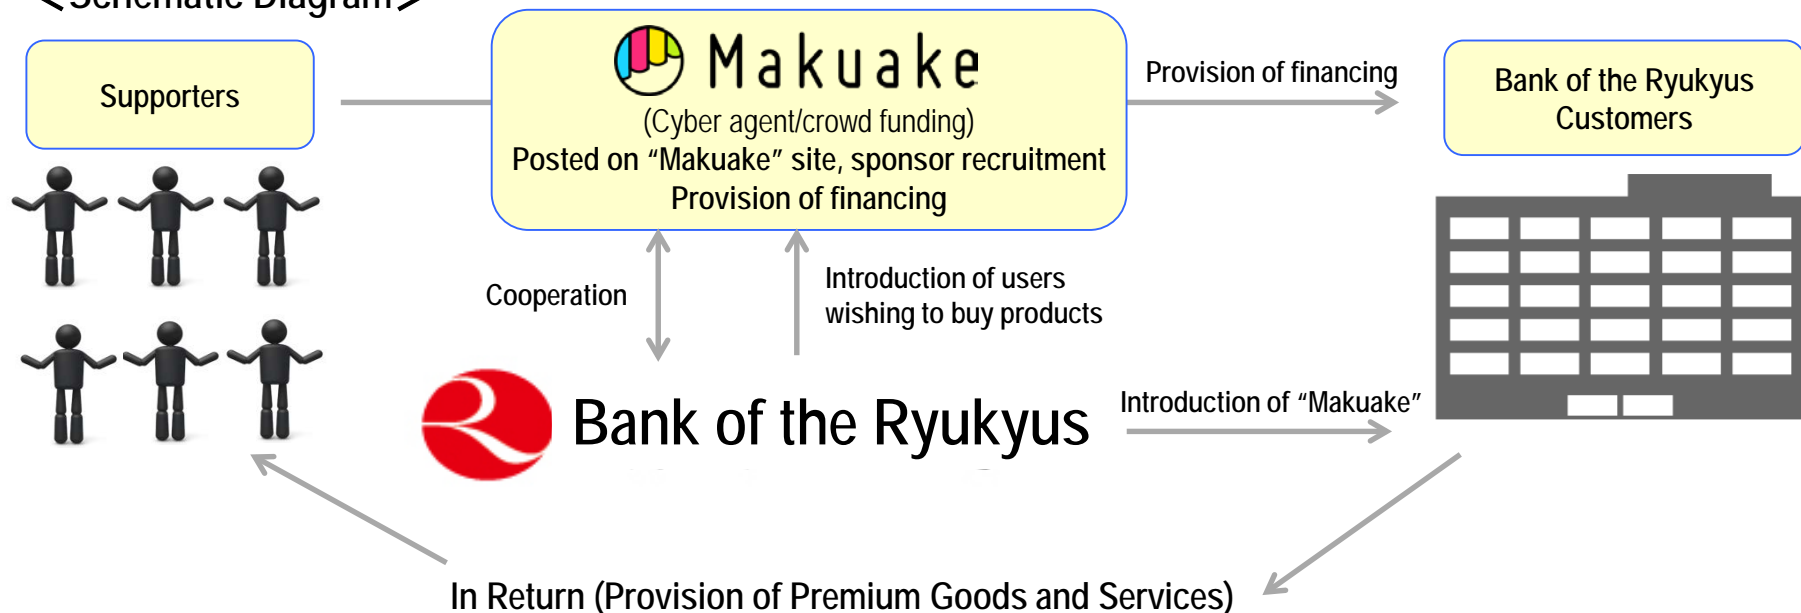 <Schematic Diagram>
Supporters
Makuake
(Cyber agent/crowd funding)
Posted on “Makuake” site, sponsor recruitment
Provision of financing
Provision of financing
Bank of the Ryukyus
Customers
Cooperation
Introduction of users
wishing to buy products
Bank of the Ryukyus
Introduction of “Makuake”
In Return (Provision of Premium Goods and Services)